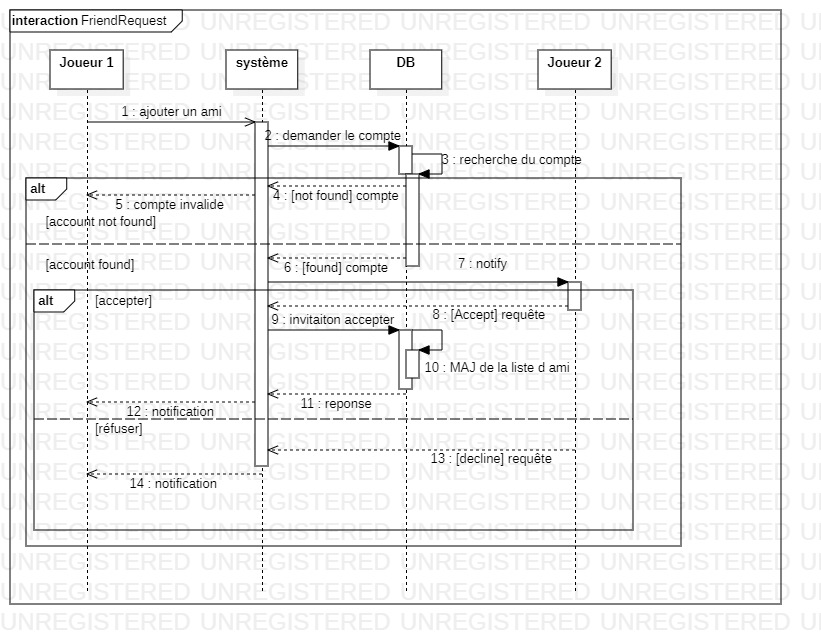 interaction FriendRequest
Joueur 1
système
DB
Joueur 2
1 : ajouter un ami
2 : demander le compte
3 : recherche du compte
alt
4 : [not found] compte
5 : compte invalide
[account not found]
[account found]
6 : [found] compte
7 : notify
alt
[accepter]
8 : [Accept] requête
9 : invitaiton accepter
10 : MAJ de la liste d ami
11 : reponse
12 : notification
[réfuser]
13 : [decline] requête
14 : notification
UNREGISTERED